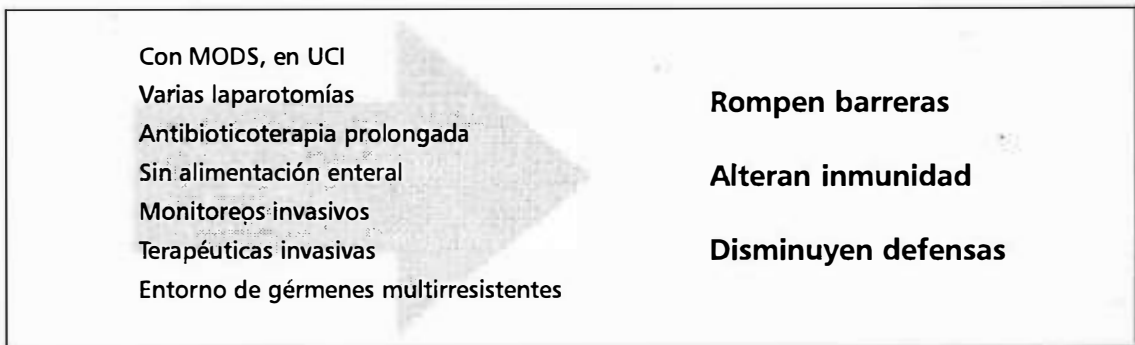 Con MODS, en UCI
Varias laparotomías
Antibioticoterapia prolongada
Sin alimentación enteral
Monitoreos invasivos
Terapéuticas invasivas
Entorno de gérmenes multirresistentes
Rompen barreras
Alteran inmunidad
Disminuyen defensas